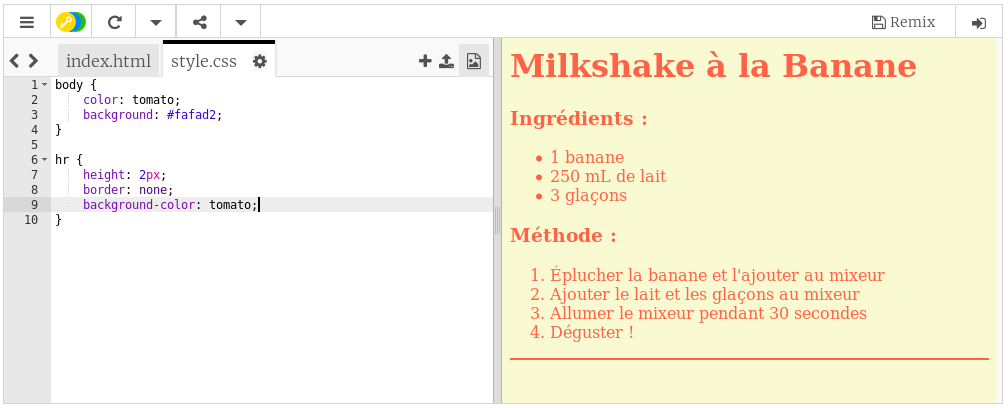 Remix
index.html
style.css
1 body {
2 color: tomato;
3 background: #fafad2;
4 }
5
6 hr {
7 height: 2px;
8 border: none;
9 background-color: tomato;
10 }
Milkshake à la Banane
Ingrédients :
• 1 banane
• 250 mL de lait
• 3 glaçons
Méthode :
1. Éplucher la banane et l'ajouter au mixeur
2. Ajouter le lait et les glaçons au mixeur
3. Allumer le mixeur pendant 30 secondes
4. Déguster !